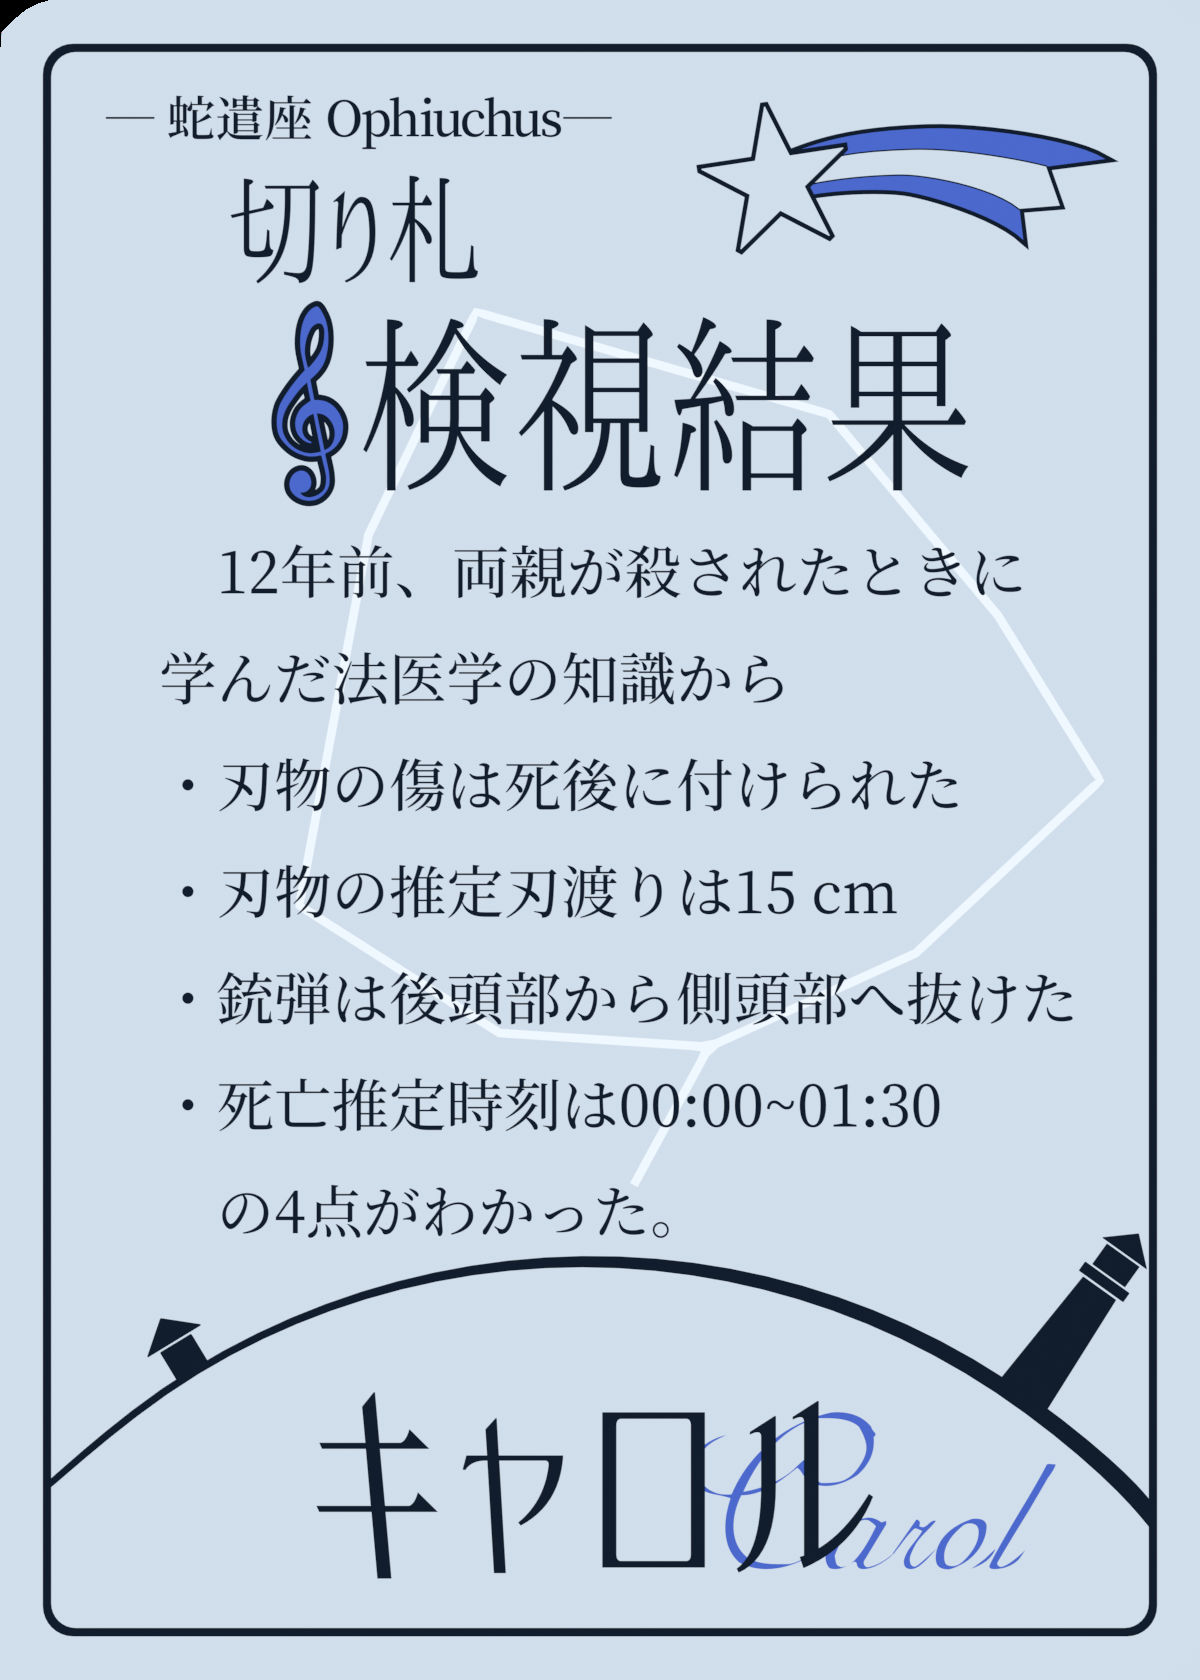 ― 蛇遣座 Ophiuchus―
切り札
検視結果
12年前、両親が殺されたときに
学んだ法医学の知識から
・刃物の傷は死後に付けられた
・刃物の推定刃渡りは15 cm
・銃弾は後頭部から側頭部へ抜けた
・死亡推定時刻は00:00~01:30
の4点がわかった。
キャロル Carol